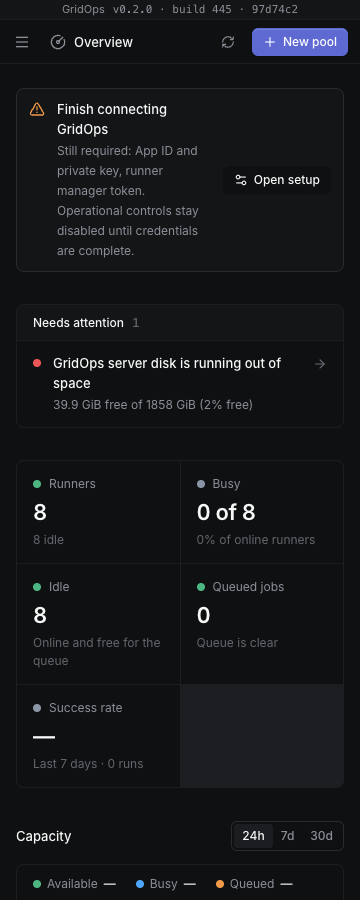 GridOps v0.2.0 · build 445 · 97d74c2
Overview
New pool
Finish connecting
GridOps
Still required: App ID and
private key, runner
manager token.
Operational controls stay
disabled until credentials
are complete.
Open setup
Needs attention 1
GridOps server disk is running out of
space
39.9 GiB free of 1858 GiB (2% free)
Runners
8
8 idle
Busy
0 of 8
0% of online runners
Idle
8
Online and free for the
queue
Queued jobs
0
Queue is clear
Success rate
—
Last 7 days · 0 runs
Capacity
24h 7d 30d
Available — Busy — Queued —